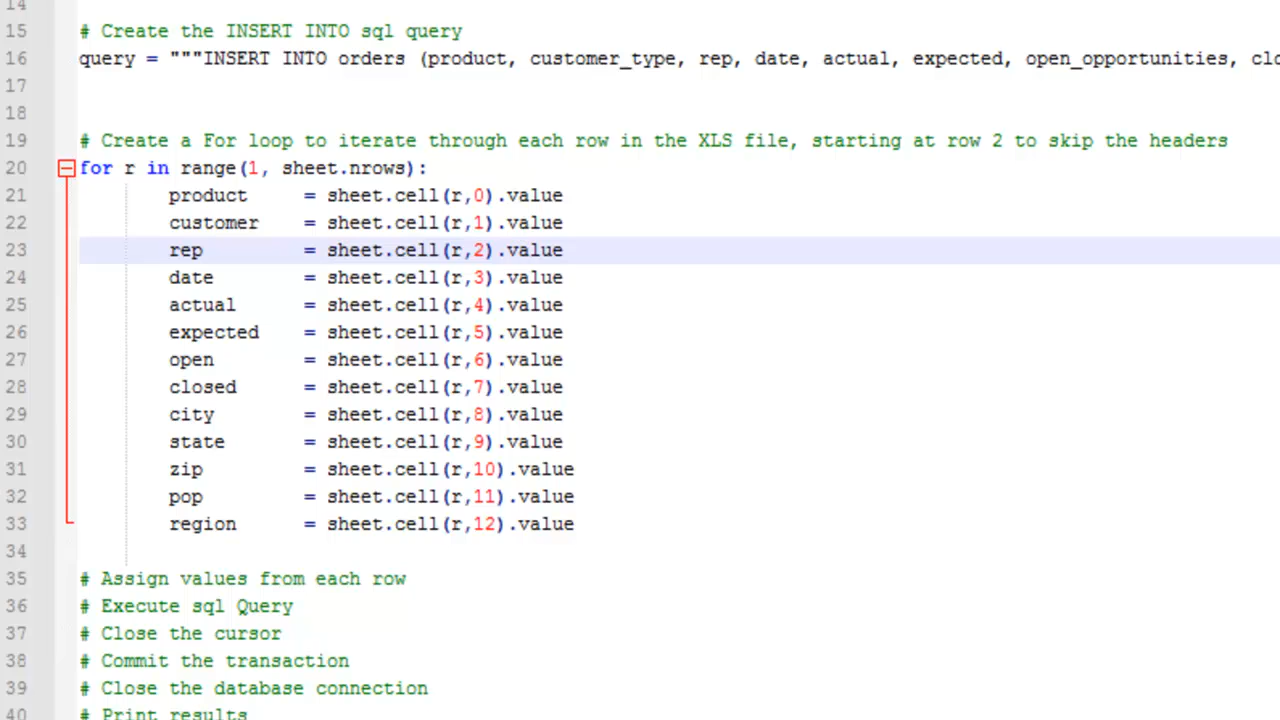 14
15 # Create the INSERT INTO sql query
16 query = """INSERT INTO orders (product, customer_type, rep, date, actual, expected, open_opportunities, clo
17
18
19 # Create a For loop to iterate through each row in the XLS file, starting at row 2 to skip the headers
20 for r in range(1, sheet.nrows):
21 product = sheet.cell(r,0).value
22 customer = sheet.cell(r,1).value
23 rep = sheet.cell(r,2).value
24 date = sheet.cell(r,3).value
25 actual = sheet.cell(r,4).value
26 expected = sheet.cell(r,5).value
27 open = sheet.cell(r,6).value
28 closed = sheet.cell(r,7).value
29 city = sheet.cell(r,8).value
30 state = sheet.cell(r,9).value
31 zip = sheet.cell(r,10).value
32 pop = sheet.cell(r,11).value
33 region = sheet.cell(r,12).value
34
35 # Assign values from each row
36 # Execute sql Query
37 # Close the cursor
38 # Commit the transaction
39 # Close the database connection
40 # Print results